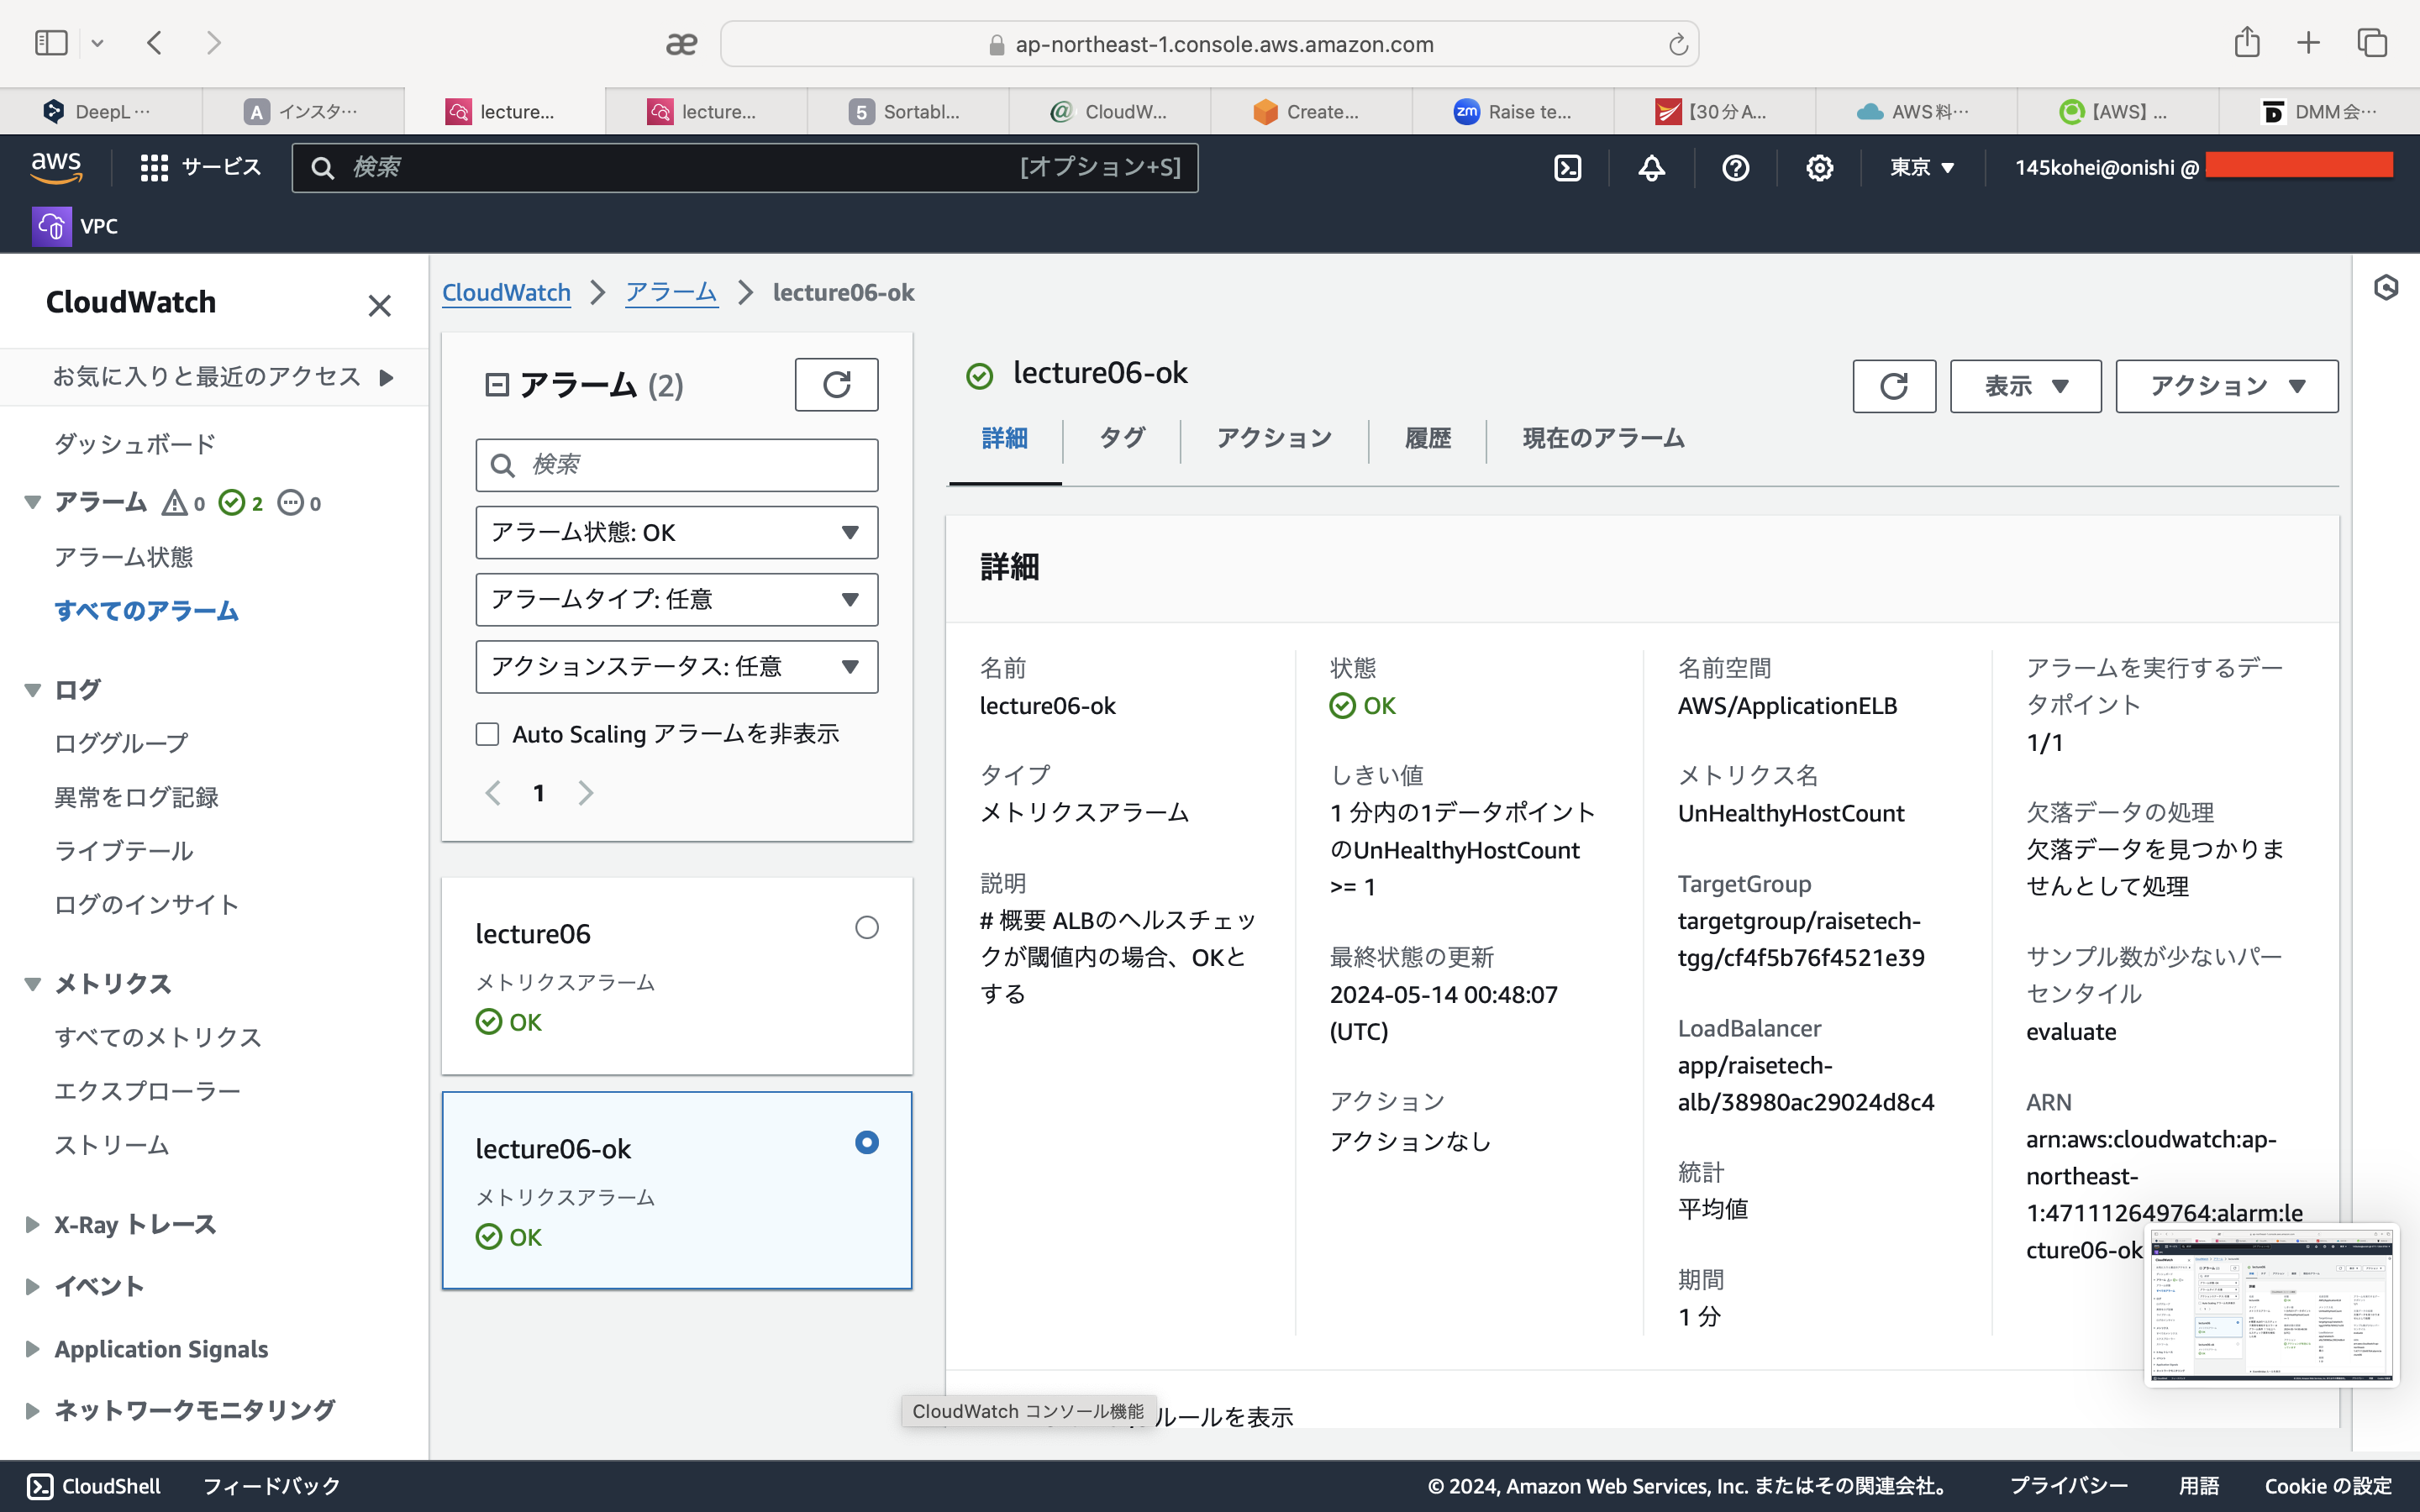 ap-northeast-1.console.aws.amazon.com
DeepL …
A インスタ…
lecture...
lecture...
5 Sortabl...
CloudW...
Create...
zm Raise te...
【30分A...
AWS料…
【AWS】...
DMM会…
aws
サービス
検索
[オプション+S]
東京
145kohei@onishi @
VPC
CloudWatch
お気に入りと最近のアクセス
ダッシュボード
アラーム 0 2 0
アラーム状態
すべてのアラーム
ログ
ロググループ
異常をログ記録
ライブテール
ログのインサイト
メトリクス
すべてのメトリクス
エクスプローラー
ストリーム
X-Ray トレース
イベント
Application Signals
ネットワークモニタリング
CloudWatch
アラーム
lecture06-ok
アラーム (2)
検索
アラーム状態: OK
アラームタイプ: 任意
アクションステータス: 任意
Auto Scaling アラームを非表示
1
lecture06
メトリクスアラーム
OK
lecture06-ok
メトリクスアラーム
OK
lecture06-ok
表示
アクション
詳細
タグ
アクション
履歴
現在のアラーム
詳細
名前
lecture06-ok
タイプ
メトリクスアラーム
説明
# 概要 ALBのヘルスチェッ
クが閾値内の場合、OKと
する
状態
OK
しきい値
1 分内の1データポイント
のUnHealthyHostCount
>= 1
最終状態の更新
2024-05-14 00:48:07
(UTC)
アクション
アクションなし
名前空間
AWS/ApplicationELB
メトリクス名
UnHealthyHostCount
TargetGroup
targetgroup/raisetech-
tgg/cf4f5b76f4521e39
LoadBalancer
app/raisetech-
alb/38980ac29024d8c4
統計
平均値
期間
1 分
アラームを実行するデー
タポイント
1/1
欠落データの処理
欠落データを見つかりま
せんとして処理
サンプル数が少ないパー
センタイル
evaluate
ARN
arn:aws:cloudwatch:ap-
northeast-
1:471112649764:alarm:le
cture06-ok
CloudWatch コンソール機能
ルールを表示
CloudShell
フィードバック
© 2024, Amazon Web Services, Inc. またはその関連会社。
プライバシー
用語
Cookie の設定